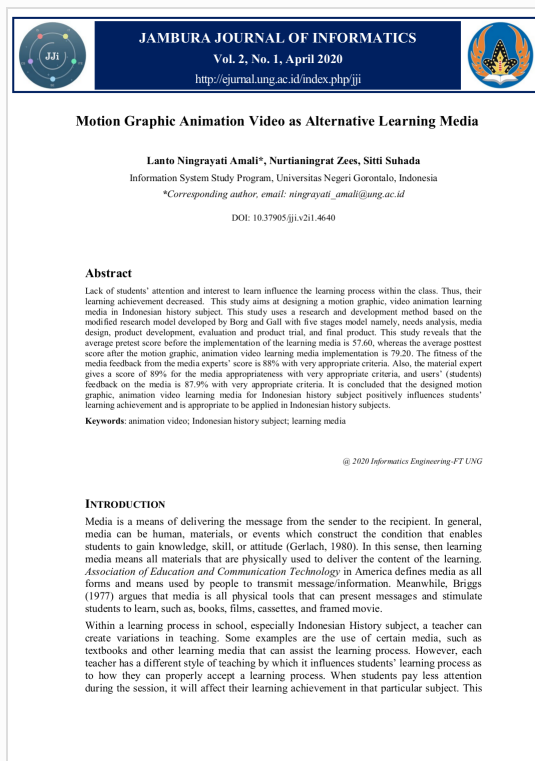 JJi
JAMBURA JOURNAL OF INFORMATICS
Vol. 2, No. 1, April 2020
http://ejurnal.ung.ac.id/index.php/jji
Motion Graphic Animation Video as Alternative Learning Media
Lanto Ningrayati Amali*, Nurtianingrat Zees, Sitti Suhada
Information System Study Program, Universitas Negeri Gorontalo, Indonesia
*Corresponding author, email: ningrayati_amali@ung.ac.id
DOI: 10.37905/jji.v2i1.4640
Abstract
Lack of students' attention and interest to learn influence the learning process within the class. Thus, their
learning achievement decreased. This study aims at designing a motion graphic, video animation learning
media in Indonesian history subject. This study uses a research and development method based on the
modified research model developed by Borg and Gall with five stages model namely, needs analysis, media
design, product development, evaluation and product trial, and final product. This study reveals that the
average pretest score before the implementation of the learning media is 57.60, whereas the average posttest
score after the motion graphic, animation video learning media implementation is 79.20. The fitness of the
media feedback from the media experts' score is 88% with very appropriate criteria. Also, the material expert
gives a score of 89% for the media appropriateness with very appropriate criteria, and users' (students)
feedback on the media is 87.9% with very appropriate criteria. It is concluded that the designed motion
graphic, animation video learning media for Indonesian history subject positively influences students'
learning achievement and is appropriate to be applied in Indonesian history subjects.
Keywords: animation video; Indonesian history subject; learning media
@ 2020 Informatics Engineering-FT UNG
INTRODUCTION
Media is a means of delivering the message from the sender to the recipient. In general,
media can be human, materials, or events which construct the condition that enables
students to gain knowledge, skill, or attitude (Gerlach, 1980). In this sense, then learning
media means all materials that are physically used to deliver the content of the learning.
Association of Education and Communication Technology in America defines media as all
forms and means used by people to transmit message/information. Meanwhile, Briggs
(1977) argues that media is all physical tools that can present messages and stimulate
students to learn, such as, books, films, cassettes, and framed movie.
Within a learning process in school, especially Indonesian History subject, a teacher can
create variations in teaching. Some examples are the use of certain media, such as
textbooks and other learning media that can assist the learning process. However, each
teacher has a different style of teaching by which it influences students' learning process as
to how they can properly accept a learning process. When students pay less attention
during the session, it will affect their learning achievement in that particular subject. This